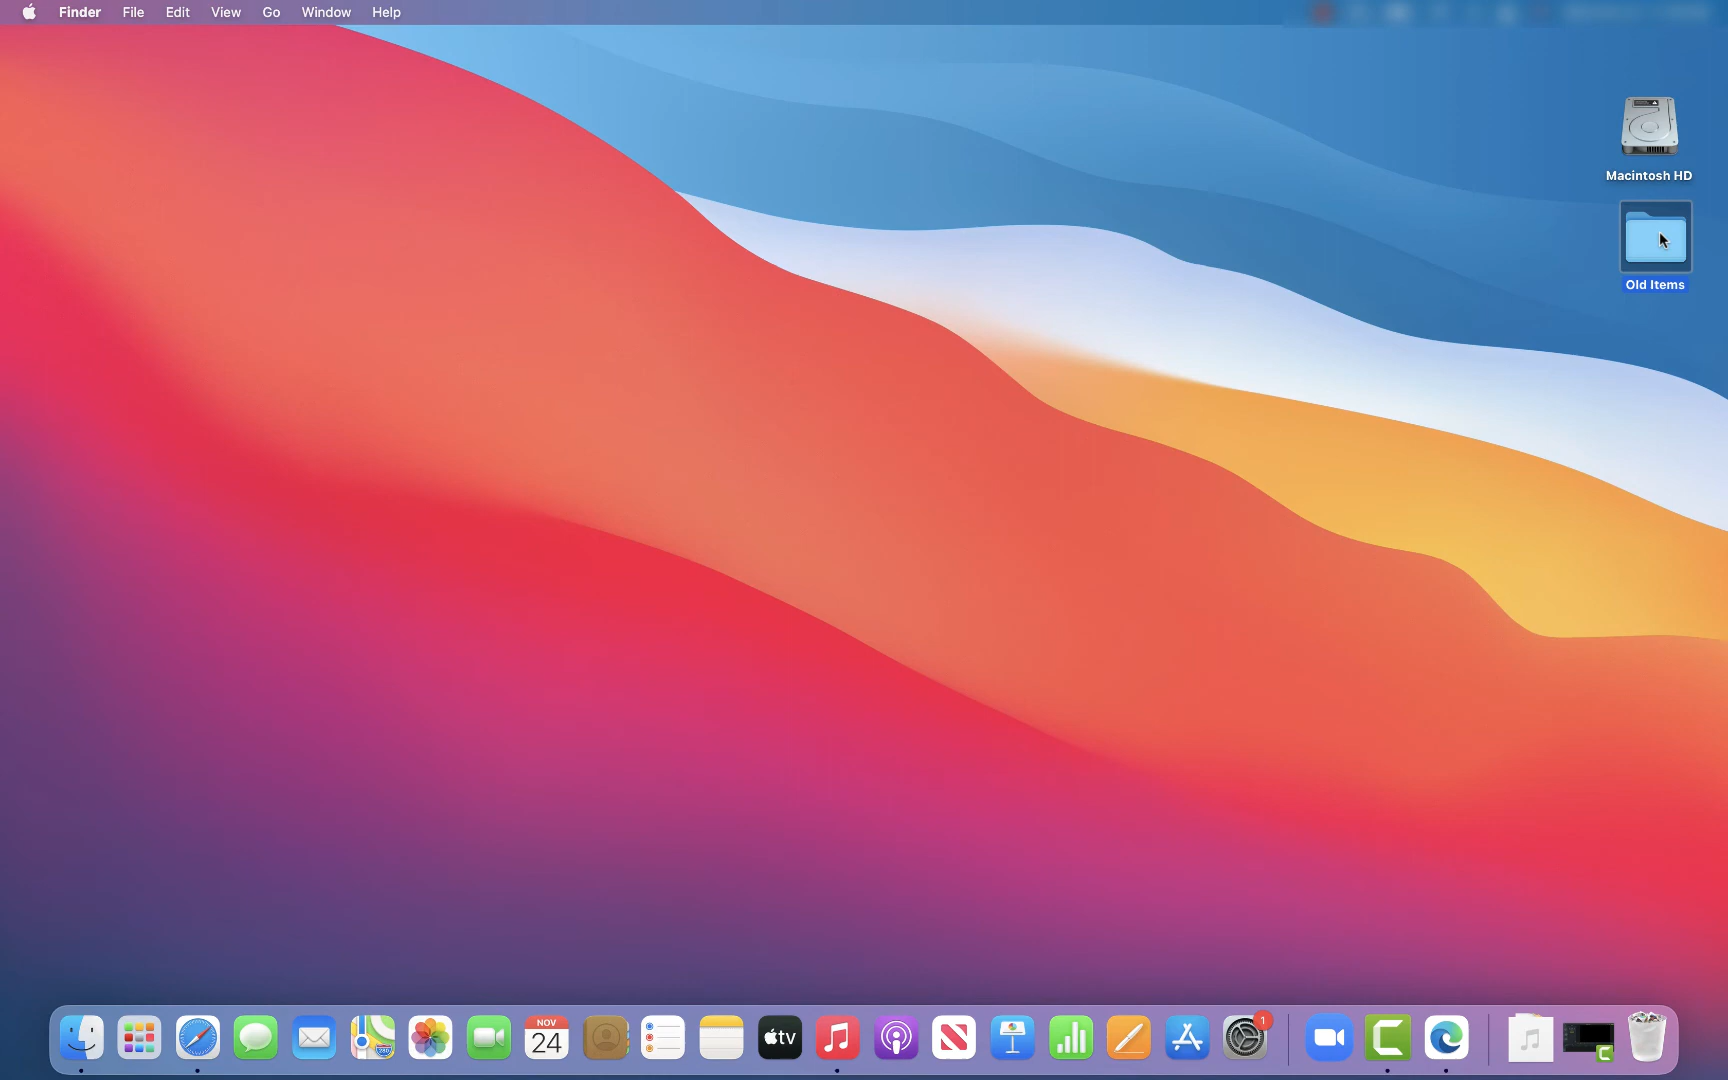 Finder File Edit View Go Window Help
Macintosh HD
Old Items
NOV
24
tv
1